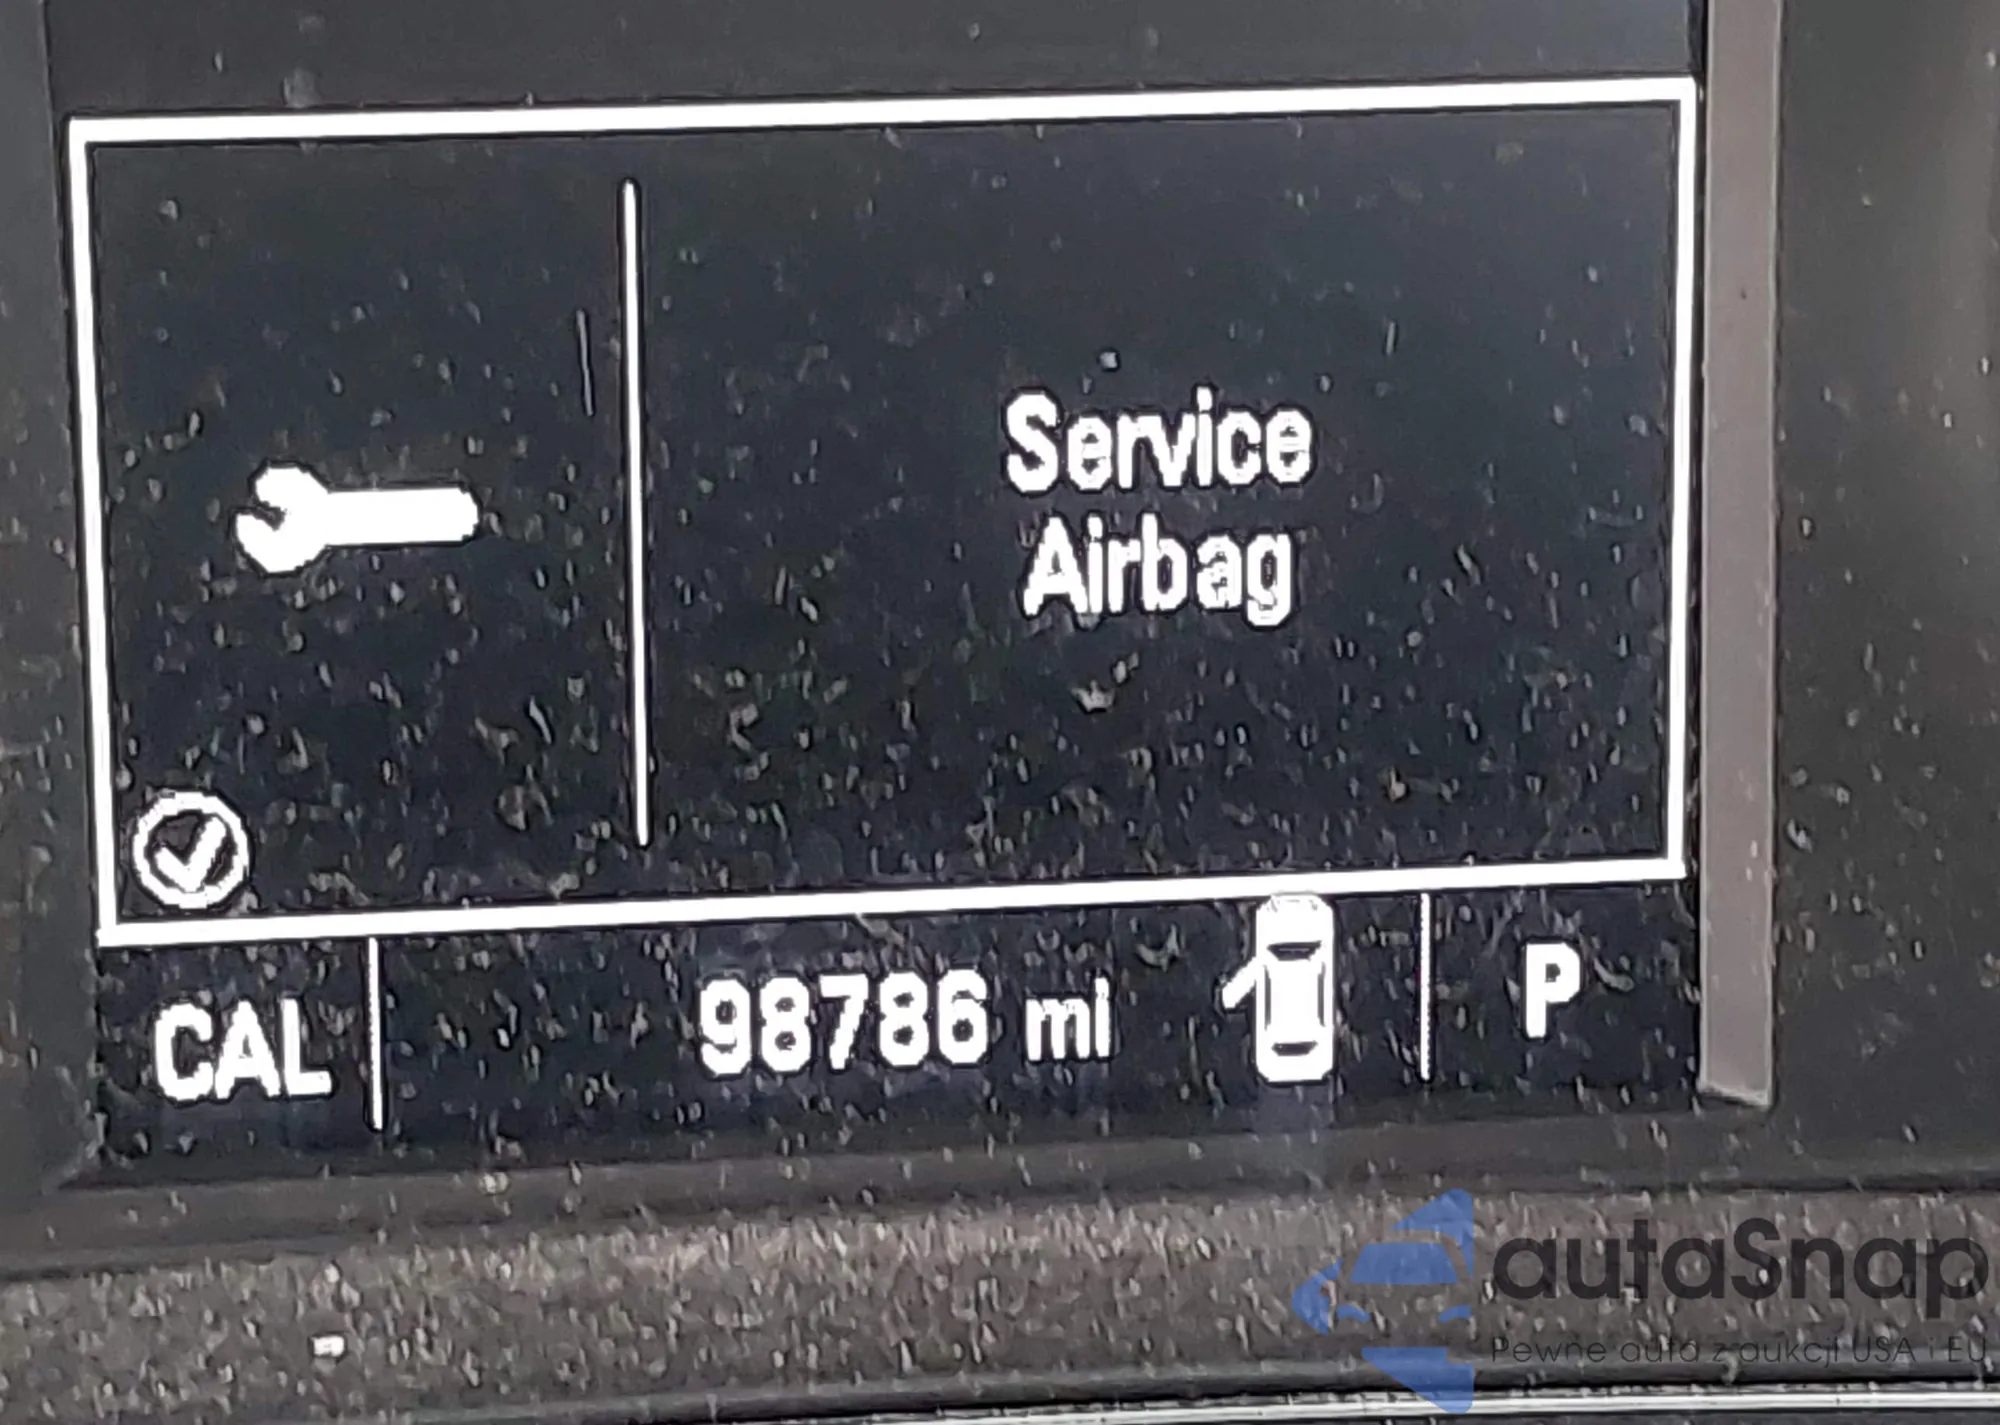 Service
Airbag
CAL 98786 mi P
autaSnap
Pewne auta z aukcji USA i EU